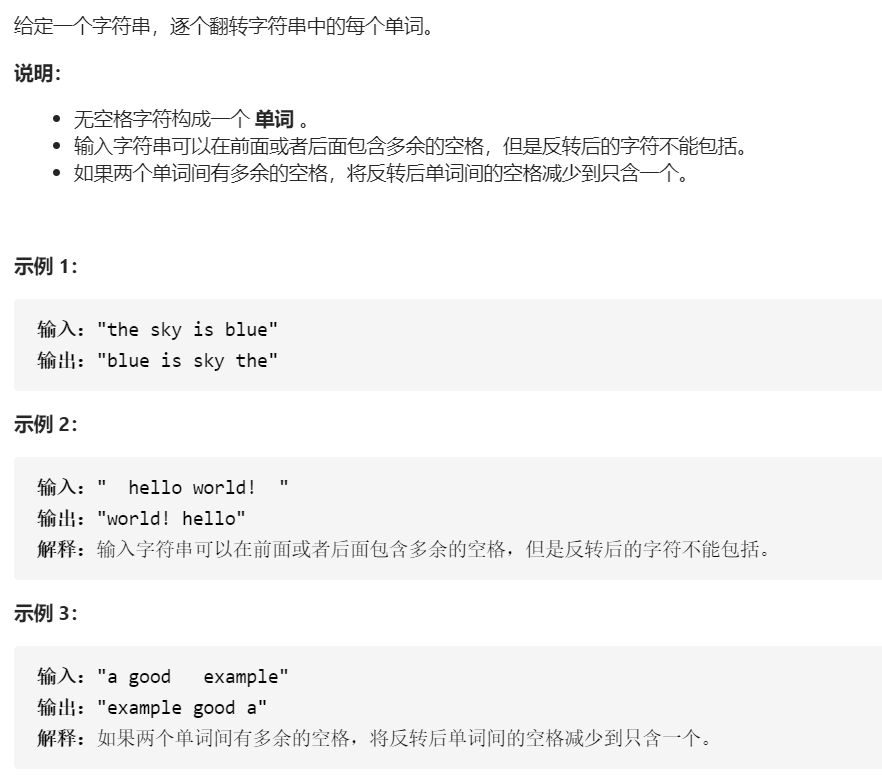 给定一个字符串，逐个翻转字符串中的每个单词。
说明：
无空格字符构成一个 单词 。
输入字符串可以在前面或者后面包含多余的空格，但是反转后的字符不能包括。
如果两个单词间有多余的空格，将反转后单词间的空格减少到只含一个。
示例 1：
输入："the sky is blue"
输出："blue is sky the"
示例 2：
输入："  hello world!  "
输出："world! hello"
解释：输入字符串可以在前面或者后面包含多余的空格，但是反转后的字符不能包括。
示例 3：
输入："a good   example"
输出："example good a"
解释：如果两个单词间有多余的空格，将反转后单词间的空格减少到只含一个。